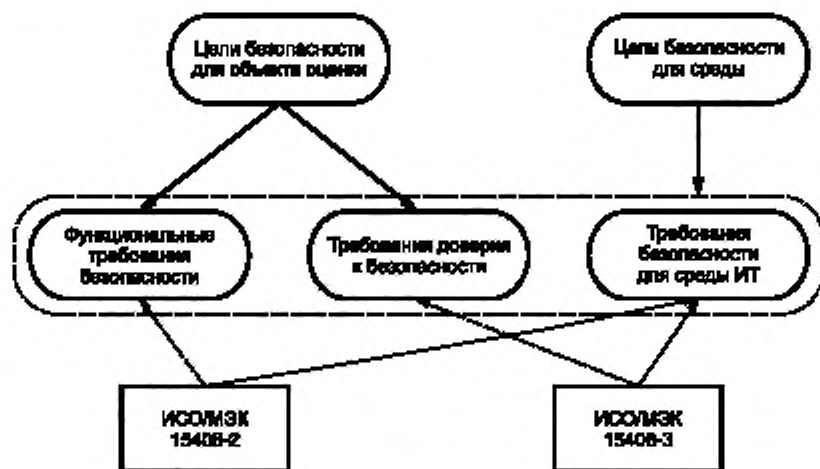 Цели безопасности
для объекта оценки
Цели безопасности
для среды
Функциональные
требования
безопасности
Требования доверия
к безопасности
Требования
безопасности
для среды ИТ
ИСО/МЭК
15408-2
ИСО/МЭК
15408-3